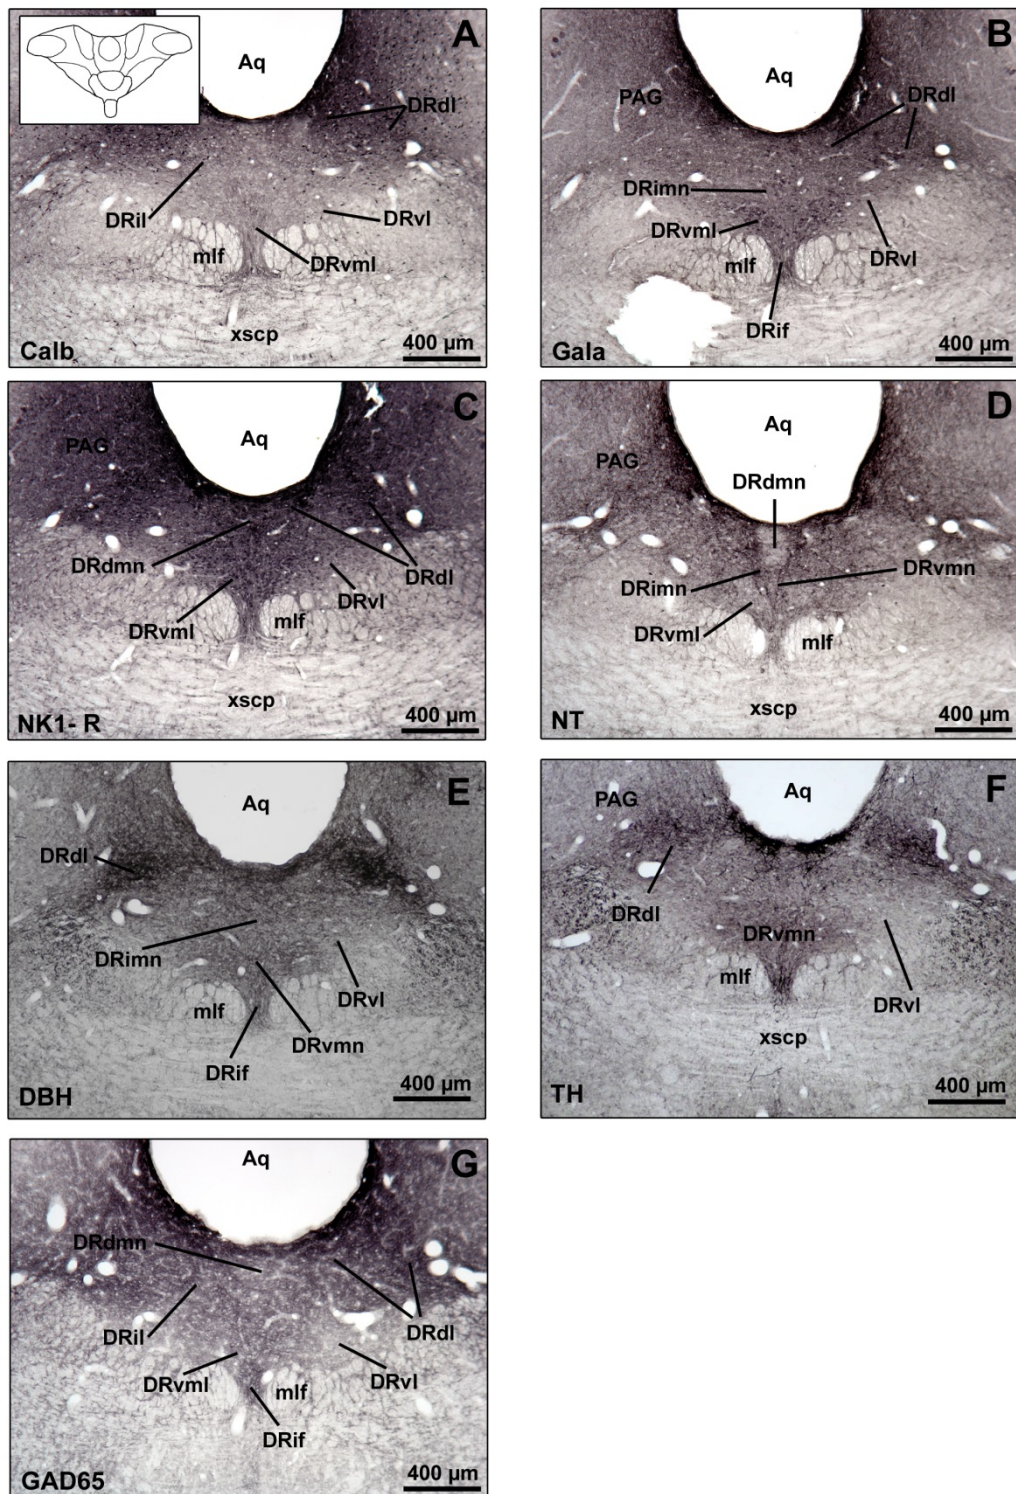 A
Aq
DRdl
DRil
DRvl
mlf
DRvml
xscp
Calb
400 µm
B
Aq
PAG
DRdl
DRimn
DRvml
mlf
DRvl
DRif
Gala
400 µm
C
Aq
PAG
DRdmn
DRvl
DRdl
DRvml
mlf
xscp
NK1- R
400 µm
D
Aq
PAG
DRdmn
DRimn
DRvmn
DRvml
mlf
xscp
NT
400 µm
E
Aq
DRdl
DRimn
DRvl
mlf
DRvmn
DRif
DBH
400 µm
F
PAG
Aq
DRdl
DRvmn
mlf
DRvl
xscp
TH
400 µm
G
Aq
DRdmn
DRil
DRdl
DRvml
DRvl
mlf
DRif
GAD65
400 µm